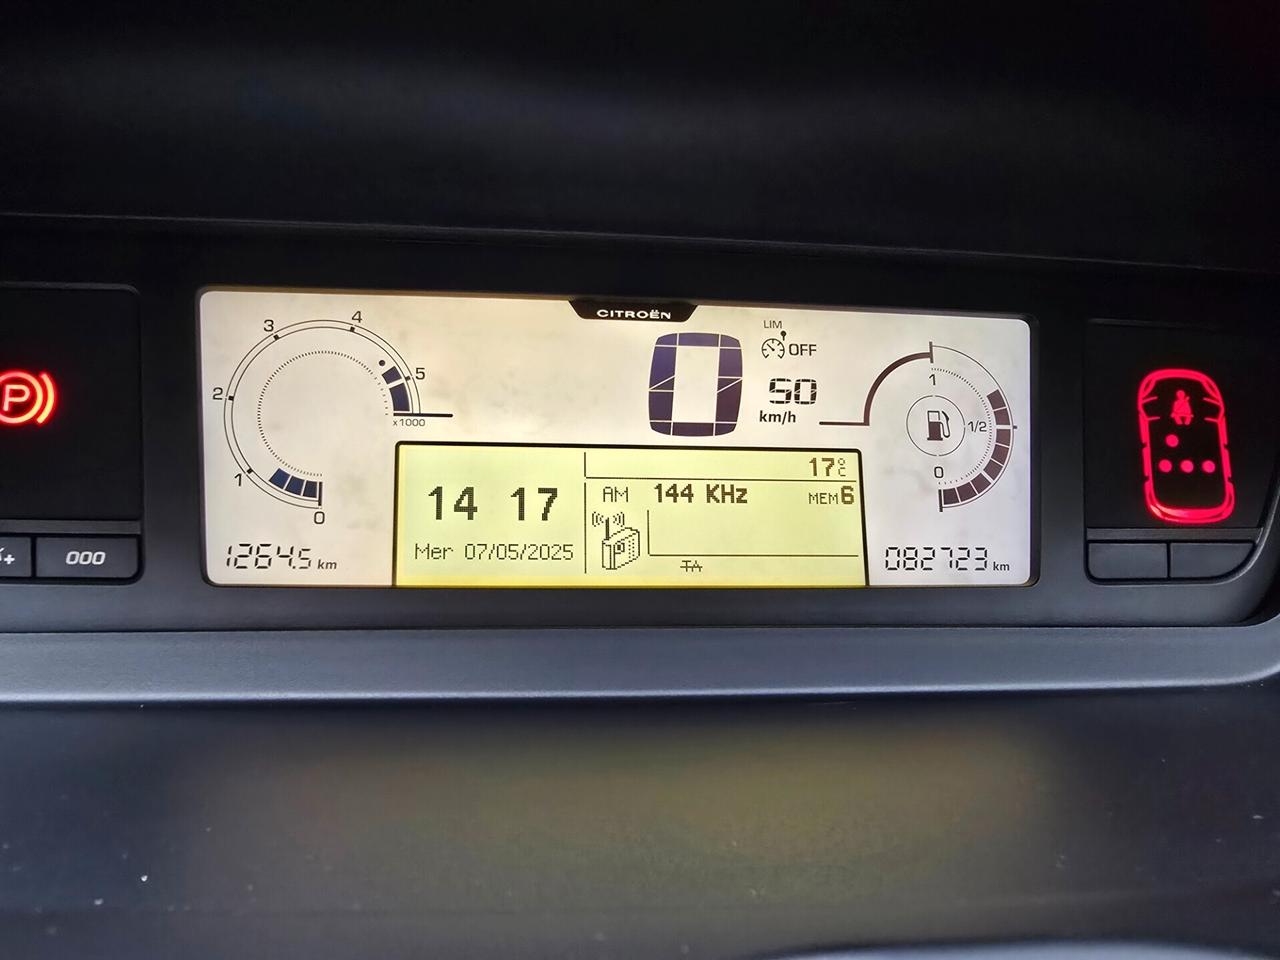 CITROËN
3
4
2
5
x1000
1
0
1264.5 km
P
000
0
LIM
OFF
50
km/h
1
1/2
0
17°C
14 17
Mer 07/05/2025
AM 144 KHz MEM6
TA
082723 km